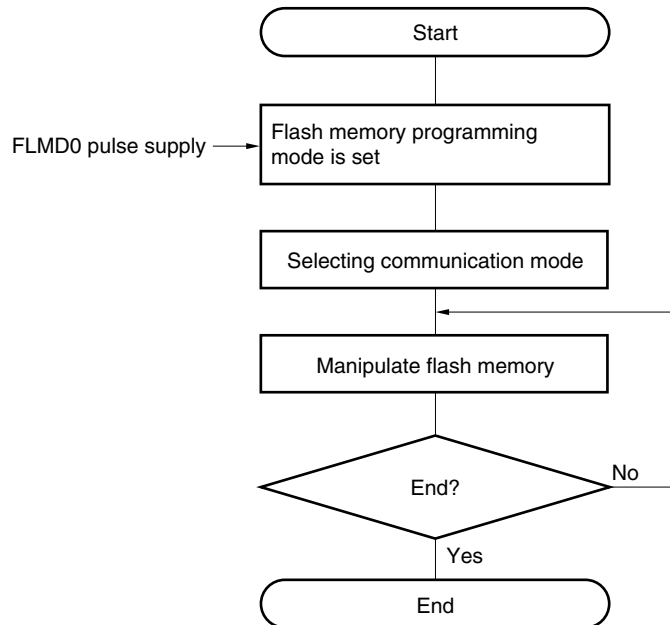 Start
FLMD0 pulse supply
Flash memory programming
mode is set
Selecting communication mode
Manipulate flash memory
End?
No
Yes
End